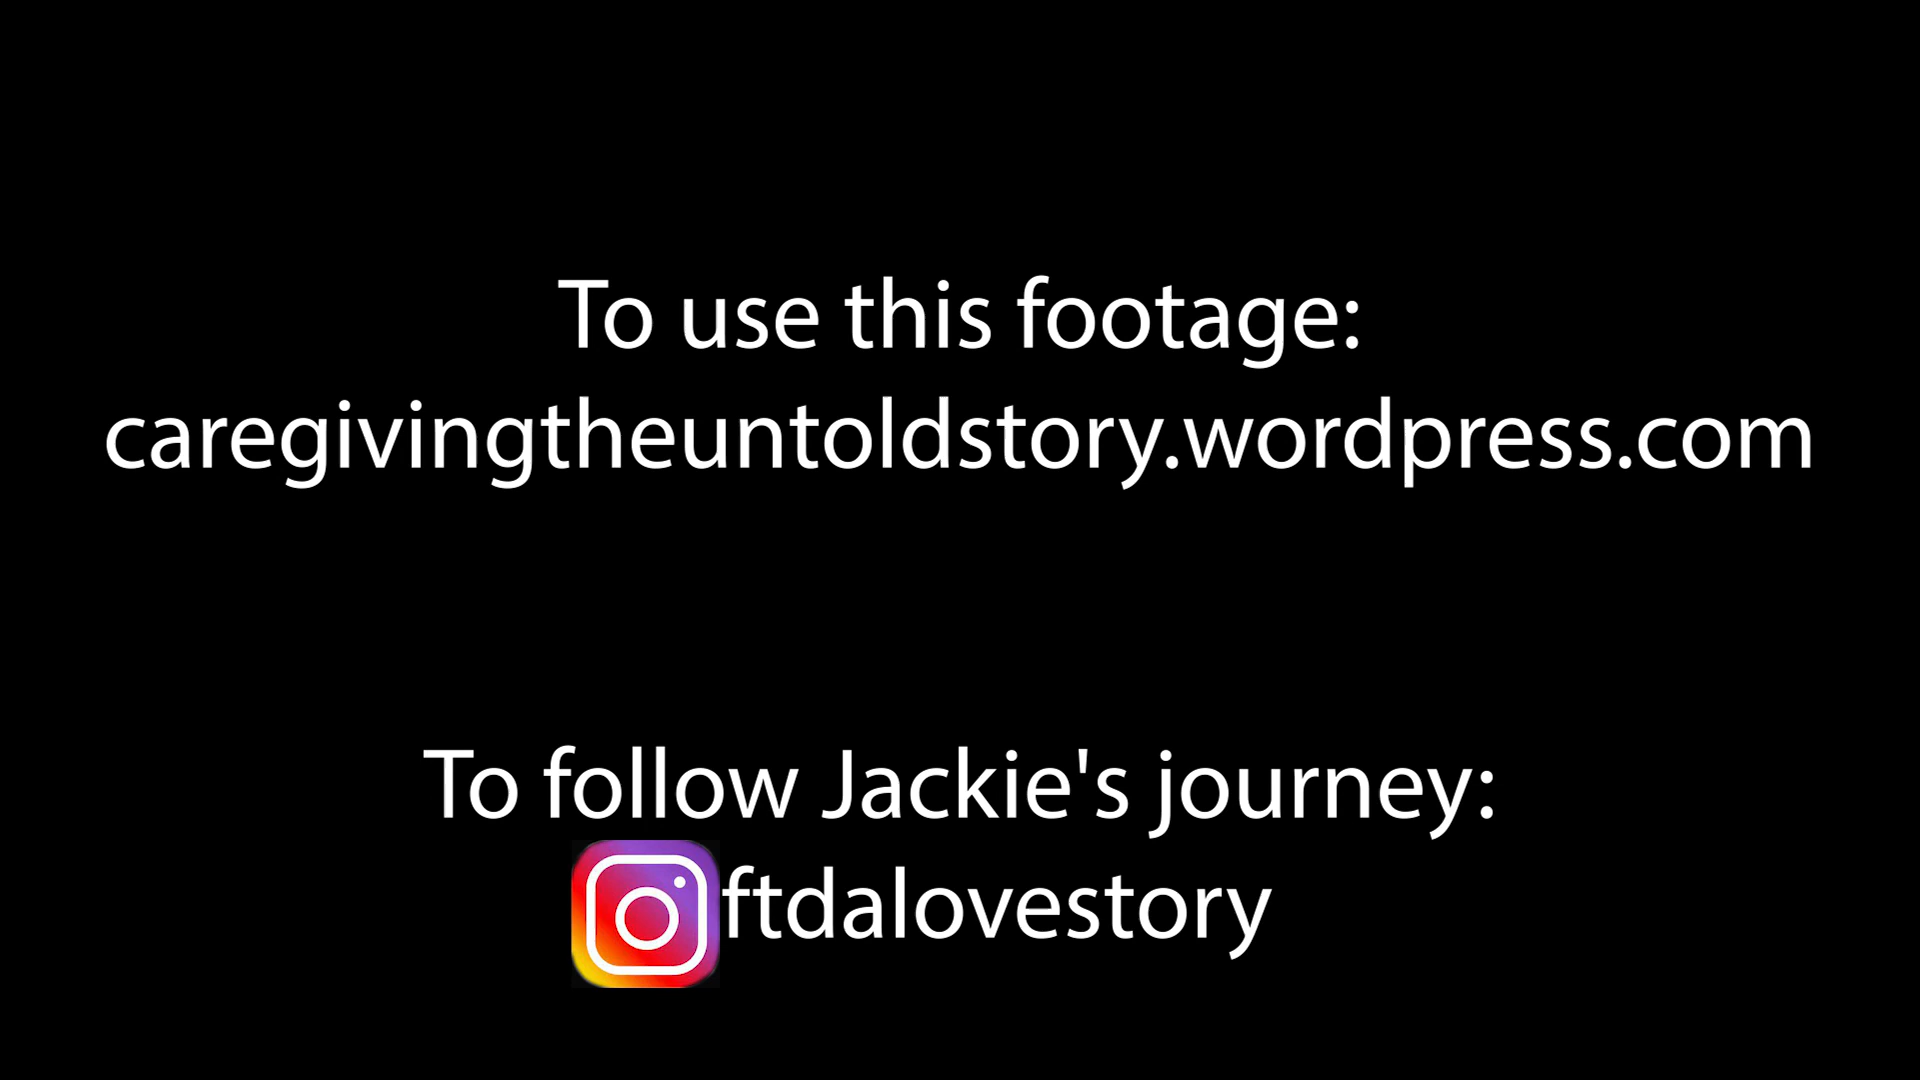 To use this footage:
caregivingtheuntoldstory.wordpress.com
To follow Jackie's journey:
ftdalovestory